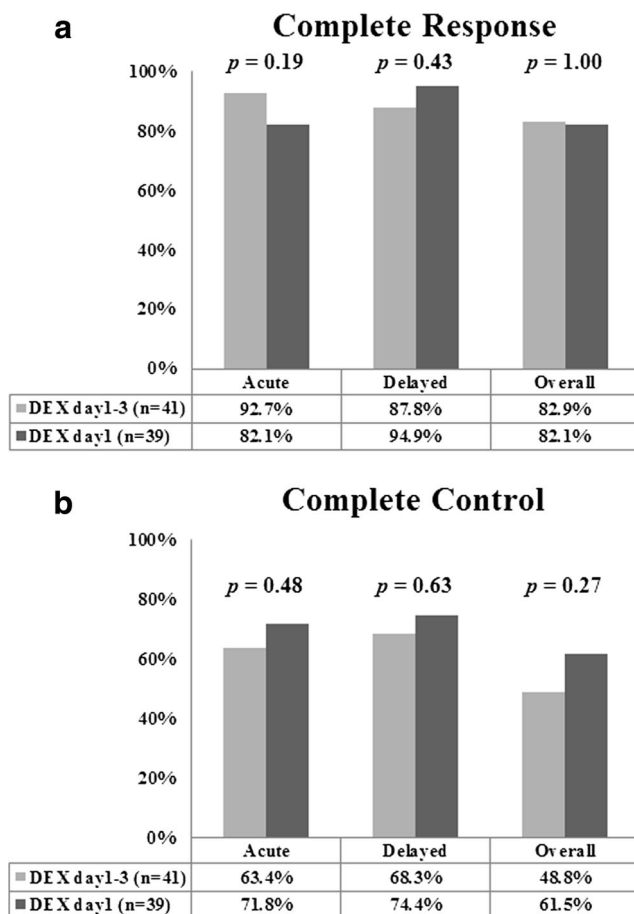 a
Complete Response
p = 0.19 p = 0.43 p = 1.00
100%
80%
60%
40%
20%
0%
Acute Delayed Overall
DEX day1-3 (n=41) 92.7% 87.8% 82.9%
DEX day1 (n=39) 82.1% 94.9% 82.1%
b
Complete Control
100%
p = 0.48 p = 0.63 p = 0.27
80%
60%
40%
20%
0%
Acute Delayed Overall
DEX day1-3 (n=41) 63.4% 68.3% 48.8%
DEX day1 (n=39) 71.8% 74.4% 61.5%